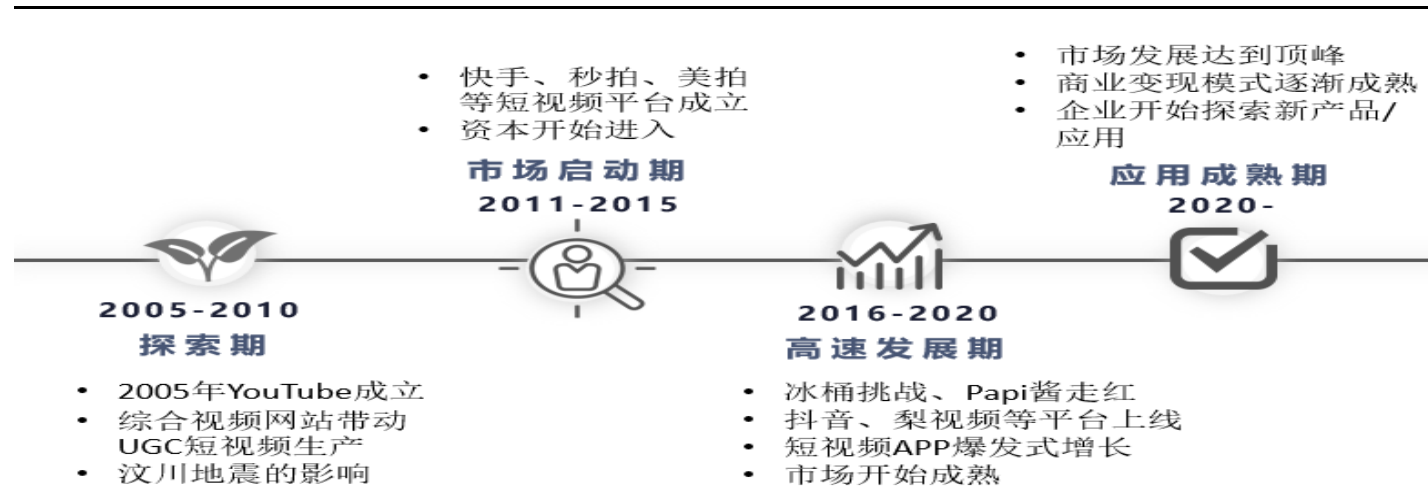 • 快手、秒拍、美拍
等短视频平台成立
• 资本开始进入
市场启动期
2011-2015
• 市场发展达到顶峰
• 商业变现模式逐渐成熟
• 企业开始探索新产品/
应用
应用成熟期
2020-
2005-2010
探索期
• 2005年YouTube成立
• 综合视频网站带动
UGC短视频生产
• 汶川地震的影响
2016-2020
高速发展期
• 冰桶挑战、Papi酱走红
• 抖音、梨视频等平台上线
• 短视频APP爆发式增长
• 市场开始成熟